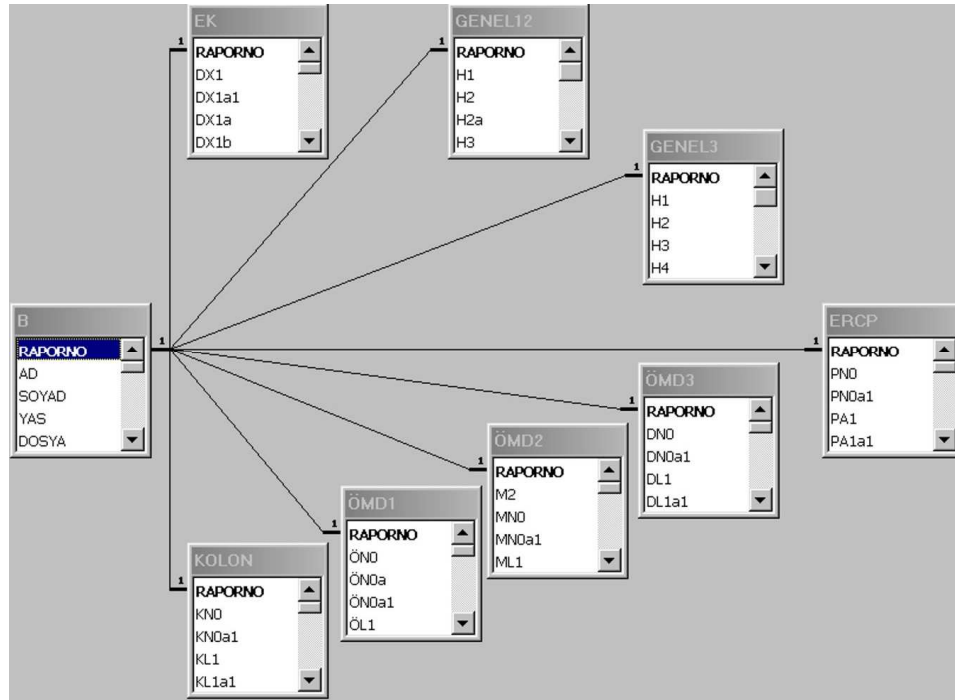 EK
1
RAPORNO
DX1
DX1a1
DX1a
DX1b
GENEL12
1
RAPORNO
H1
H2
H2a
H3
GENEL3
1
RAPORNO
H1
H2
H3
H4
B
1
RAPORNO
AD
SOYAD
YAS
DOSYA
ERCP
1
RAPORNO
PN0
PN0a1
PA1
PA1a1
ÖMD3
1
RAPORNO
DN0
DN0a1
DL1
DL1a1
ÖMD2
1
RAPORNO
M2
MN0
MN0a1
ML1
ÖMD1
1
RAPORNO
ÖN0
ÖN0a
ÖN0a1
ÖL1
KOLON
1
RAPORNO
KN0
KN0a1
KL1
KL1a1